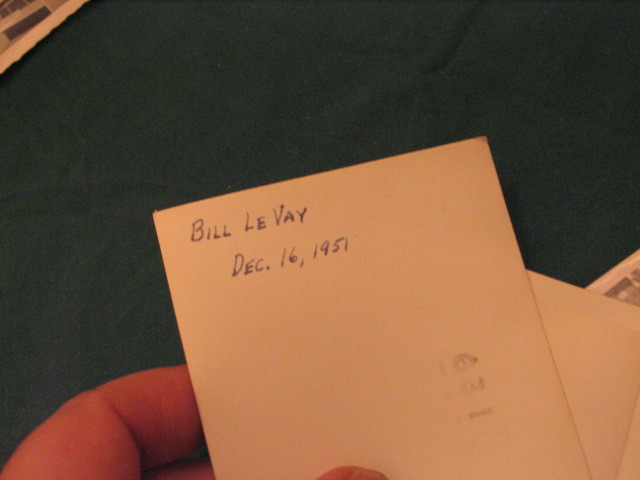 BILL LE VAY
DEC. 16, 1951